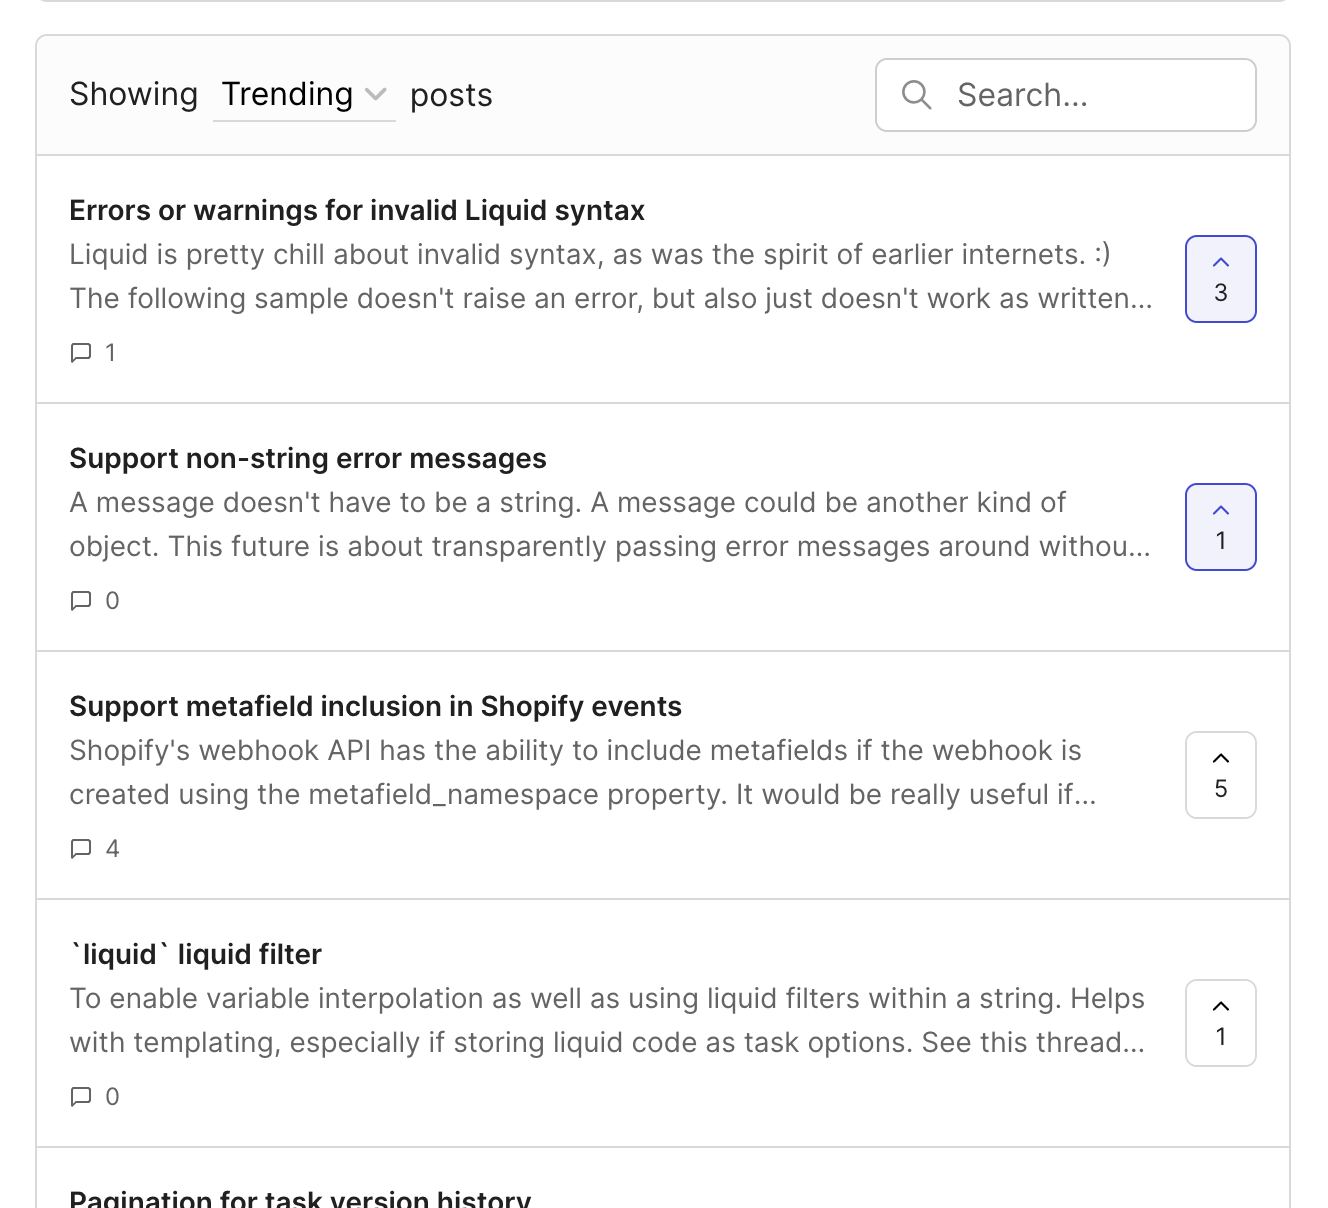 Showing Trending posts
Search...
Errors or warnings for invalid Liquid syntax
Liquid is pretty chill about invalid syntax, as was the spirit of earlier internets. :)
The following sample doesn't raise an error, but also just doesn't work as written...
3
1
Support non-string error messages
A message doesn't have to be a string. A message could be another kind of
object. This future is about transparently passing error messages around withou...
1
0
Support metafield inclusion in Shopify events
Shopify's webhook API has the ability to include metafields if the webhook is
created using the metafield_namespace property. It would be really useful if...
5
4
`liquid` liquid filter
To enable variable interpolation as well as using liquid filters within a string. Helps
with templating, especially if storing liquid code as task options. See this thread...
1
0
Pagination for task version history